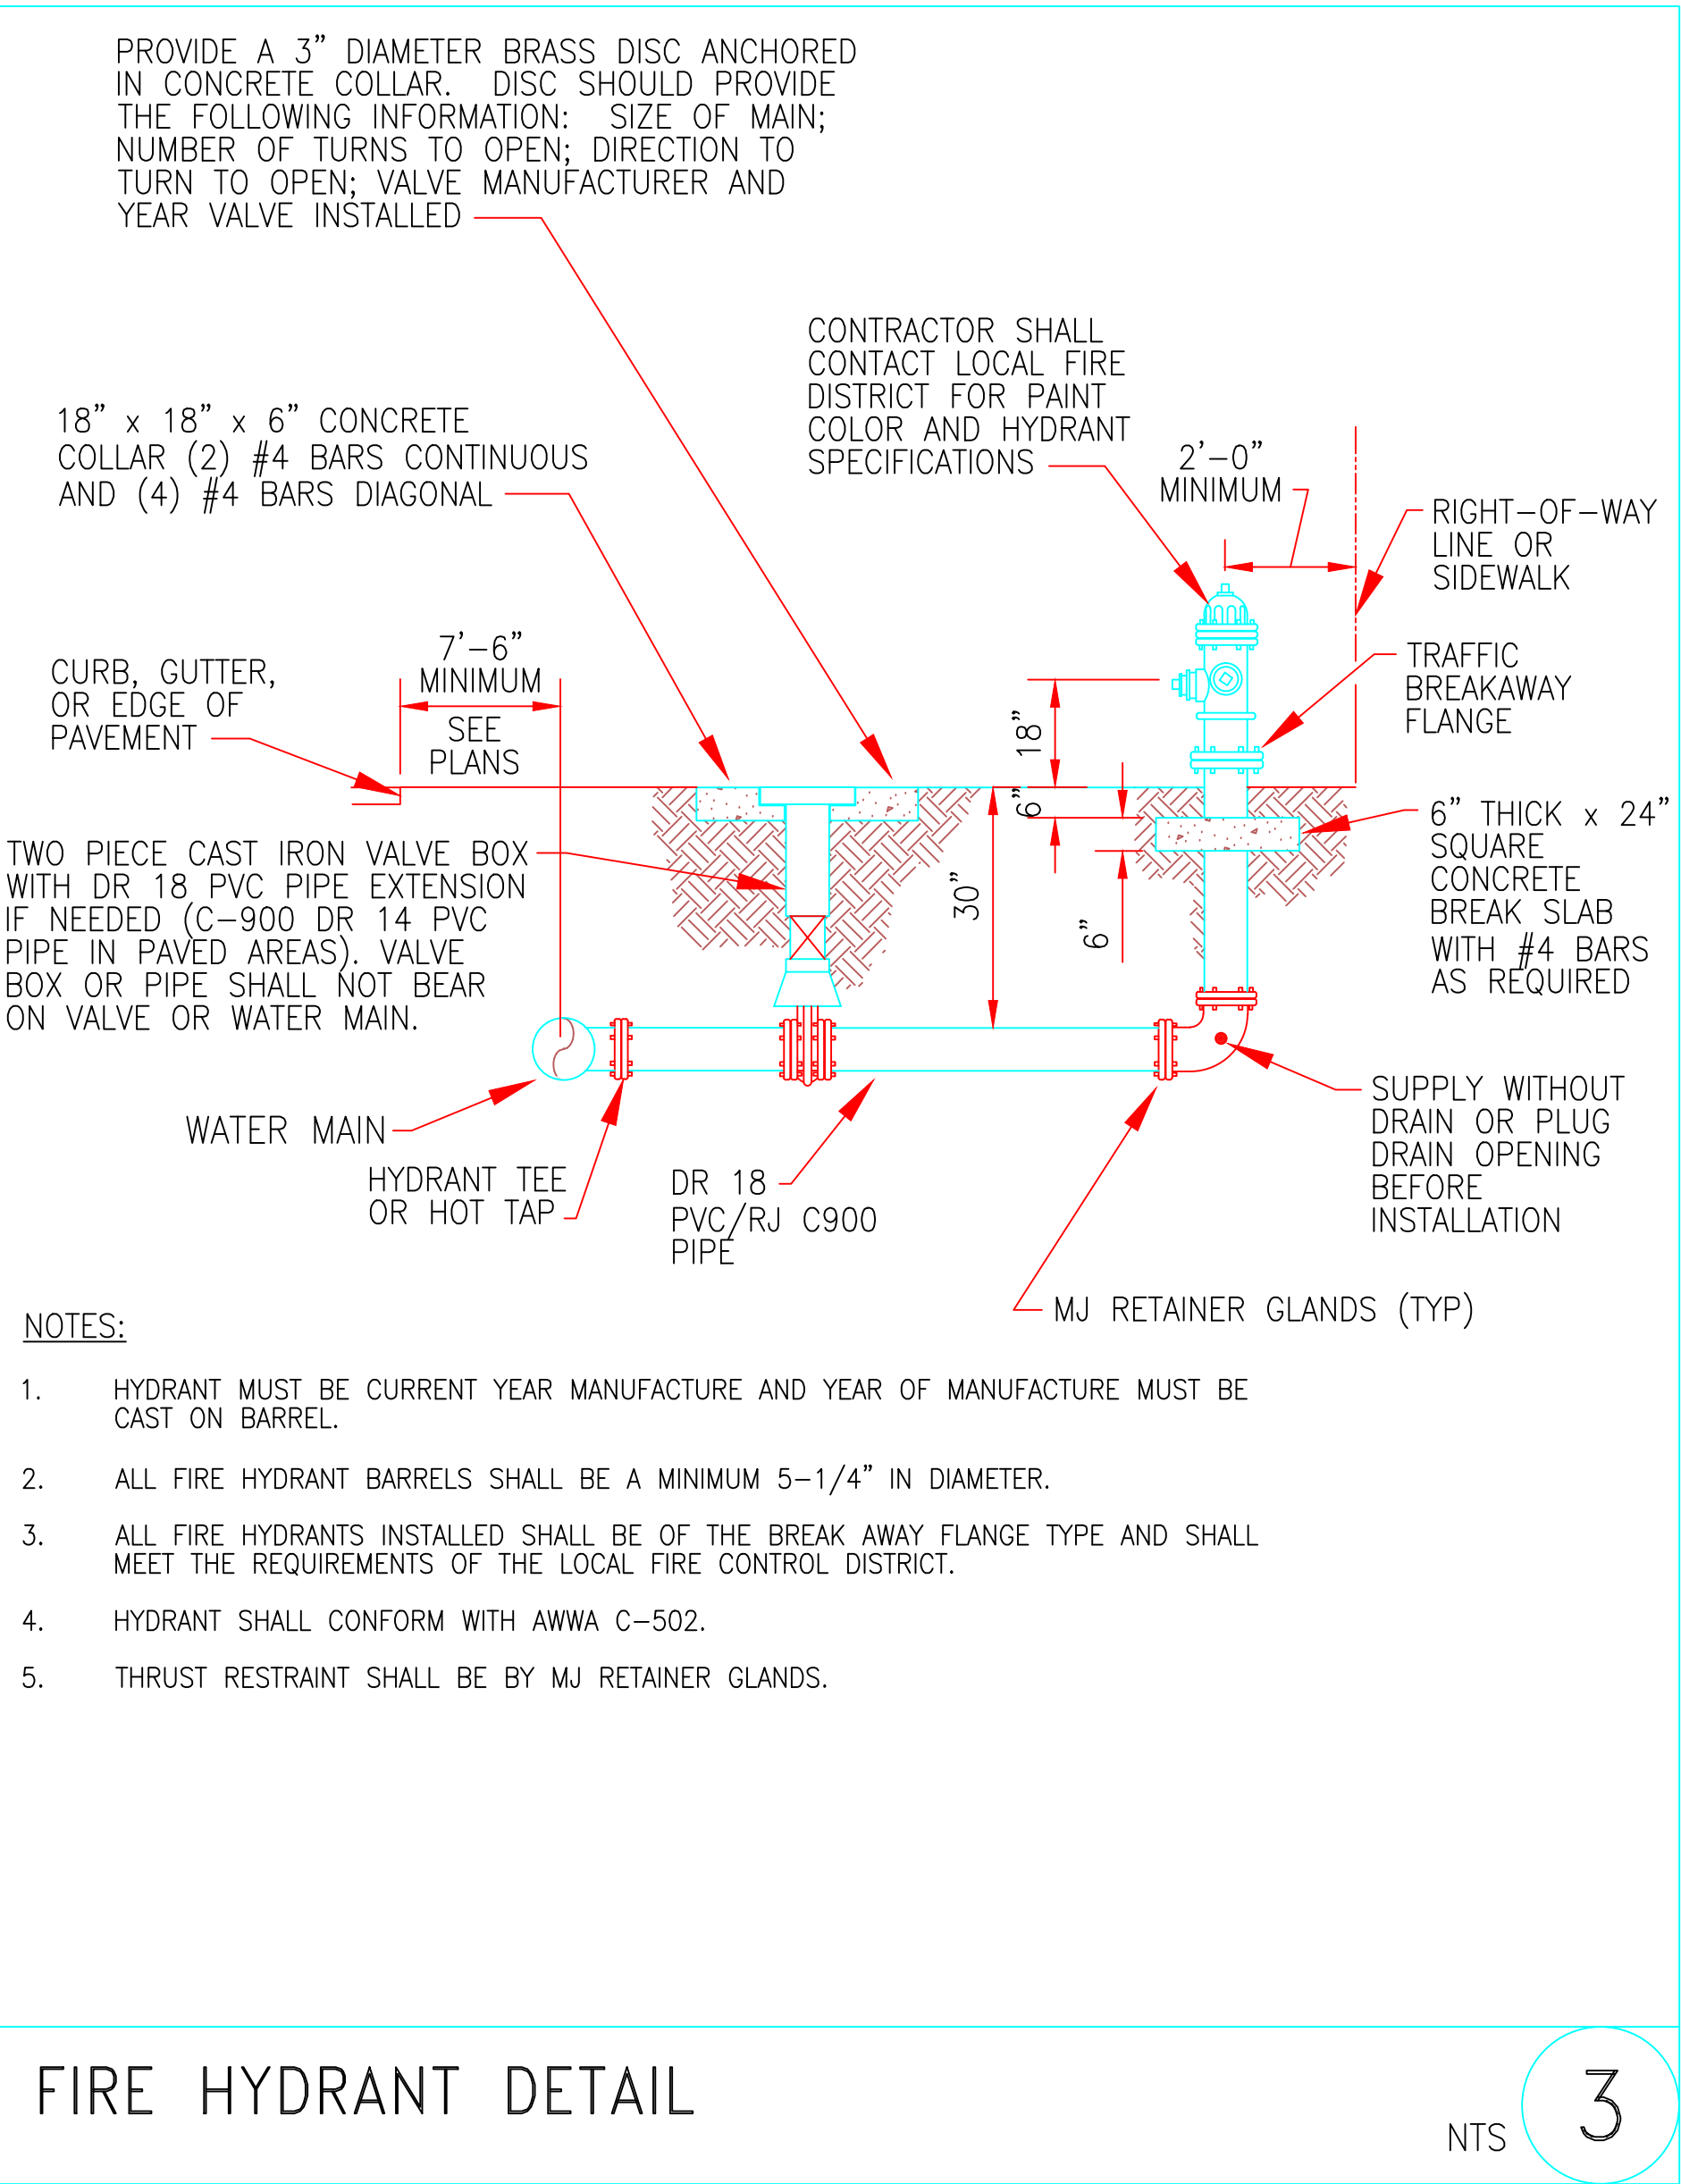 PROVIDE A 3" DIAMETER BRASS DISC ANCHORED
IN CONCRETE COLLAR. DISC SHOULD PROVIDE
THE FOLLOWING INFORMATION: SIZE OF MAIN;
NUMBER OF TURNS TO OPEN; DIRECTION TO
TURN TO OPEN; VALVE MANUFACTURER AND
YEAR VALVE INSTALLED
CONTRACTOR SHALL
CONTACT LOCAL FIRE
DISTRICT FOR PAINT
COLOR AND HYDRANT
SPECIFICATIONS
18" x 18" x 6" CONCRETE
COLLAR (2) #4 BARS CONTINUOUS
AND (4) #4 BARS DIAGONAL
2'-0"
MINIMUM
RIGHT-OF-WAY
LINE OR
SIDEWALK
7'-6"
MINIMUM
SEE
PLANS
CURB, GUTTER,
OR EDGE OF
PAVEMENT
TRAFFIC
BREAKAWAY
FLANGE
18"
6"
30"
6"
6" THICK x 24"
SQUARE
CONCRETE
BREAK SLAB
WITH #4 BARS
AS REQUIRED
TWO PIECE CAST IRON VALVE BOX
WITH DR 18 PVC PIPE EXTENSION
IF NEEDED (C-900 DR 14 PVC
PIPE IN PAVED AREAS). VALVE
BOX OR PIPE SHALL NOT BEAR
ON VALVE OR WATER MAIN.
WATER MAIN
HYDRANT TEE
OR HOT TAP
DR 18
PVC/RJ C900
PIPE
SUPPLY WITHOUT
DRAIN OR PLUG
DRAIN OPENING
BEFORE
INSTALLATION
MJ RETAINER GLANDS (TYP)
NOTES:
1. HYDRANT MUST BE CURRENT YEAR MANUFACTURE AND YEAR OF MANUFACTURE MUST BE
CAST ON BARREL.
2. ALL FIRE HYDRANT BARRELS SHALL BE A MINIMUM 5-1/4" IN DIAMETER.
3. ALL FIRE HYDRANTS INSTALLED SHALL BE OF THE BREAK AWAY FLANGE TYPE AND SHALL
MEET THE REQUIREMENTS OF THE LOCAL FIRE CONTROL DISTRICT.
4. HYDRANT SHALL CONFORM WITH AWWA C-502.
5. THRUST RESTRAINT SHALL BE BY MJ RETAINER GLANDS.
FIRE HYDRANT DETAIL
NTS
3